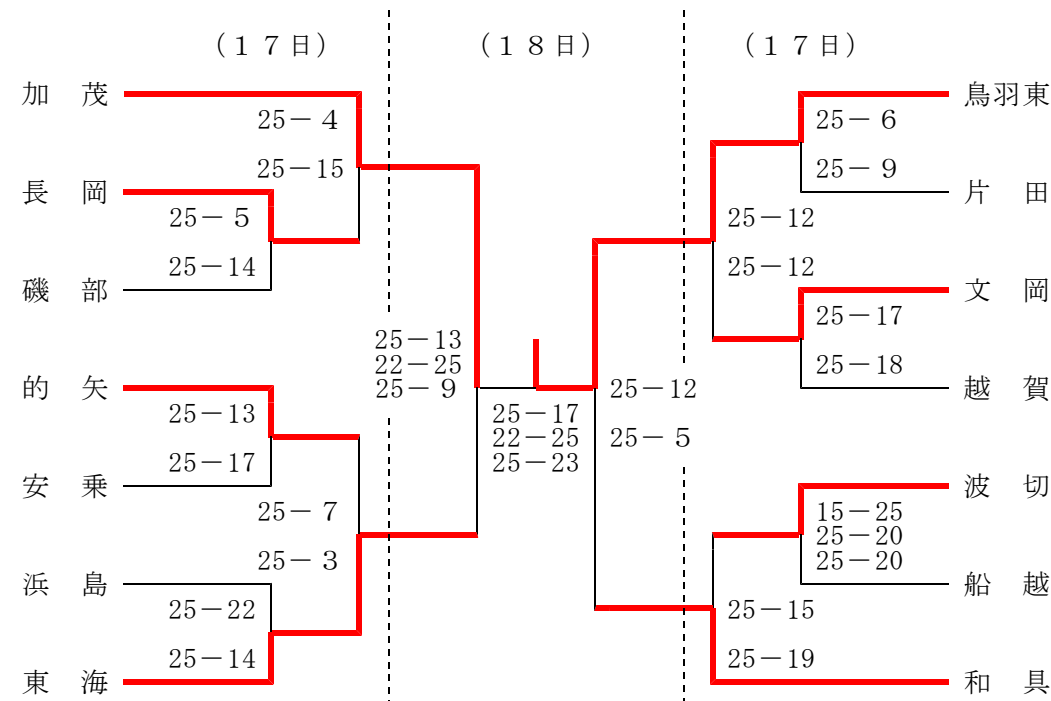 （１７日）
（１８日）
（１７日）
加　茂
25－ 4
25－15
長　岡
25－ 5
25－14
磯　部
的　矢
25－13
25－17
安　乗
25－ 7
25－ 3
浜　島
25－22
25－14
東　海
25－13
22－25
25－ 9
25－17
22－25
25－23
25－12
25－ 5
鳥羽東
25－ 6
25－ 9
片　田
25－12
25－12
文　岡
25－17
25－18
越　賀
波　切
15－25
25－20
25－20
船　越
25－15
25－19
和　具